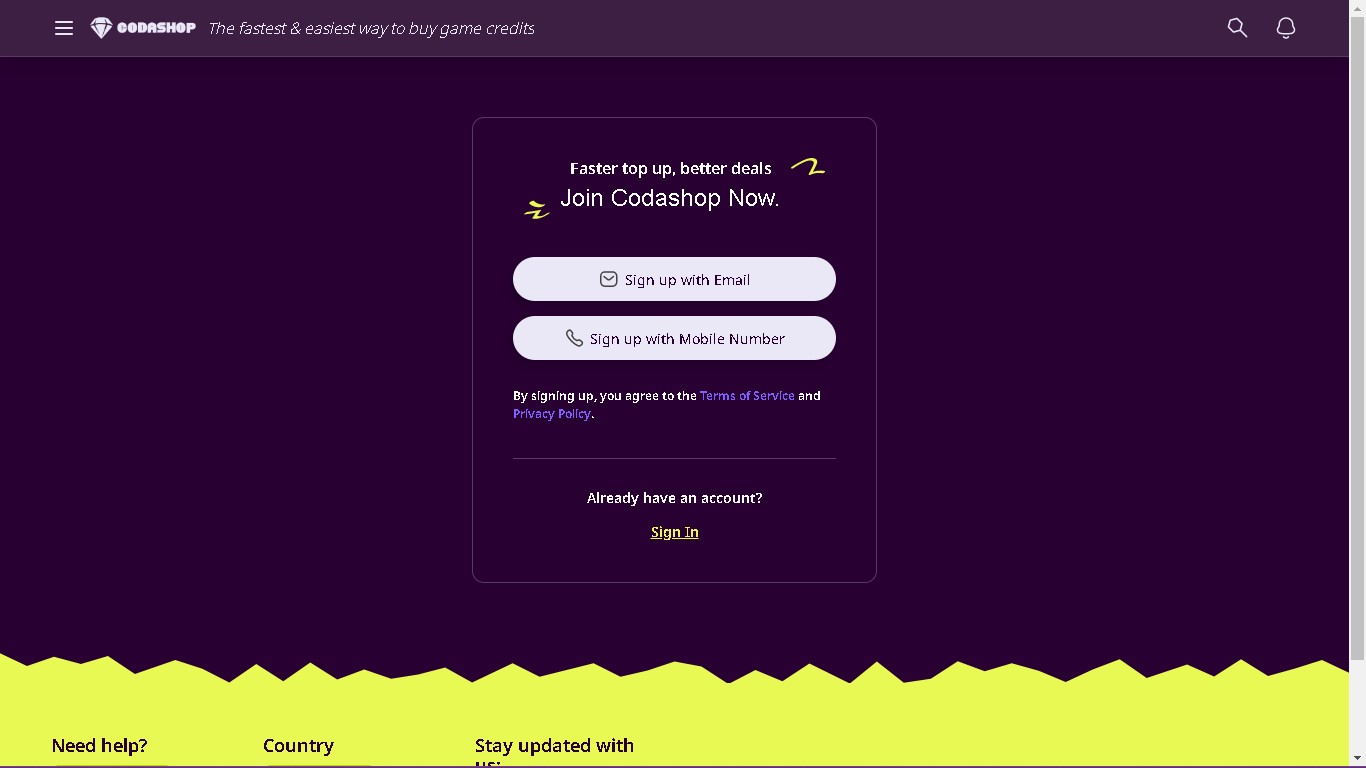 CODASHOP The fastest & easiest way to buy game credits
Faster top up, better deals
Join Codashop Now.
Sign up with Email
Sign up with Mobile Number
By signing up, you agree to the Terms of Service and
Privacy Policy.
Already have an account?
Sign In
Need help?
Country
Stay updated with
us: